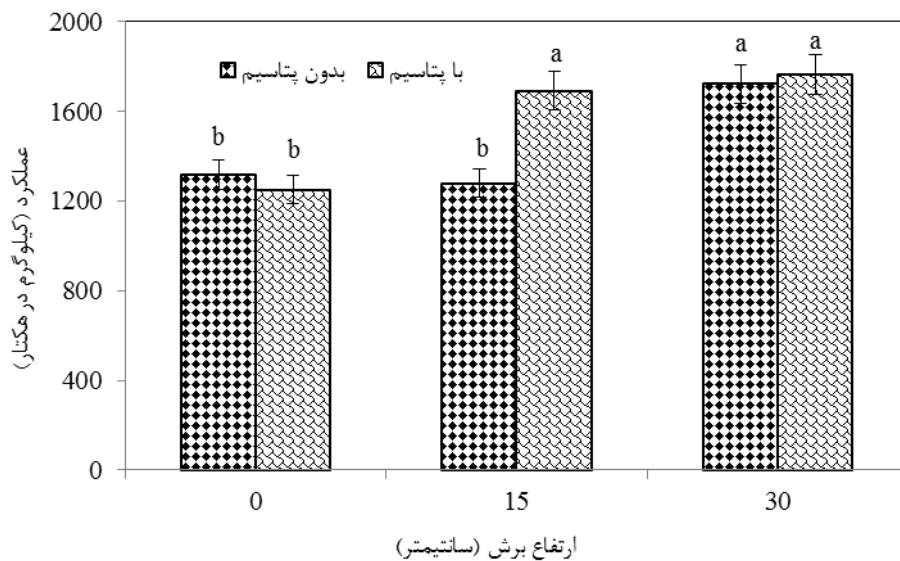 2000
1600
1200
800
400
0
عملکرد (کیلوگرم در هکتار)
بدون پتاسیم
با پتاسیم
b
b
b
a
a
a
0
15
30
ارتفاع برش (سانتیمتر)